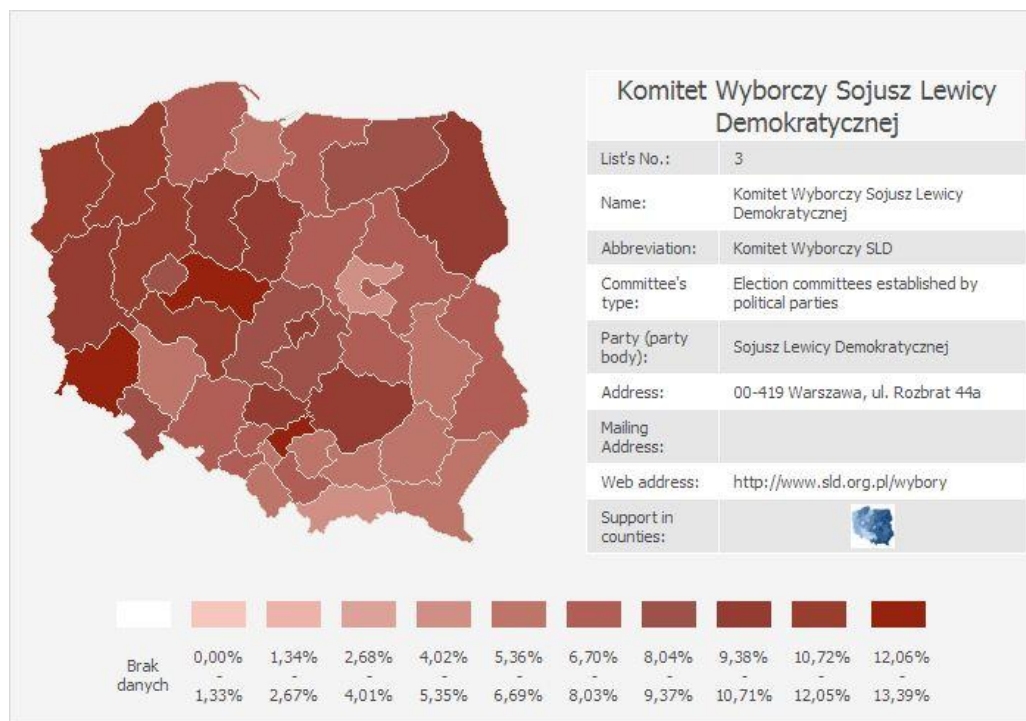 Komitet Wyborczy Sojusz Lewicy
Demokratycznej
List's No.: 3
Name: Komitet Wyborczy Sojusz Lewicy
Demokratycznej
Abbreviation: Komitet Wyborczy SLD
Committee's
type: Election committees established by
political parties
Party (party
body): Sojusz Lewicy Demokratycznej
Address: 00-419 Warszawa, ul. Rozbrat 44a
Mailing
Address:
Web address: http://www.sld.org.pl/wybory
Support in
counties:
Brak
danych
0,00% 1,34% 2,68% 4,02% 5,36% 6,70% 8,04% 9,38% 10,72% 12,06%
- - - - - - - - - -
1,33% 2,67% 4,01% 5,35% 6,69% 8,03% 9,37% 10,71% 12,05% 13,39%